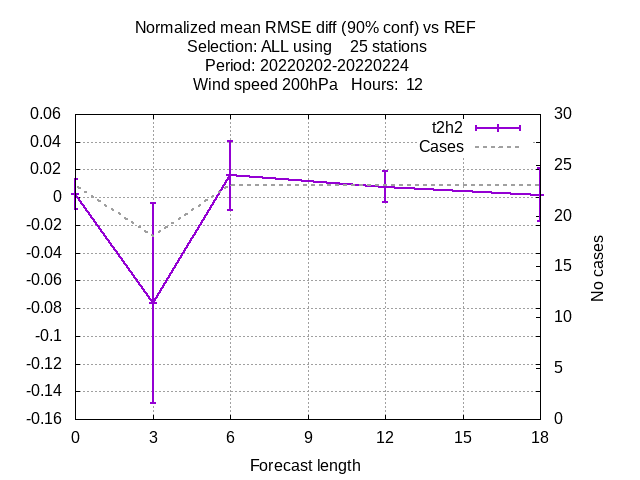 Normalized mean RMSE diff (90% conf) vs REF
Selection: ALL using    25 stations
Period: 20220202-20220224
Wind speed 200hPa   Hours:  12
0.06
0.04
0.02
0
-0.02
-0.04
-0.06
-0.08
-0.1
-0.12
-0.14
-0.16
t2h2
Cases
30
25
20
15
10
5
0
No cases
0 3 6 9 12 15 18
Forecast length